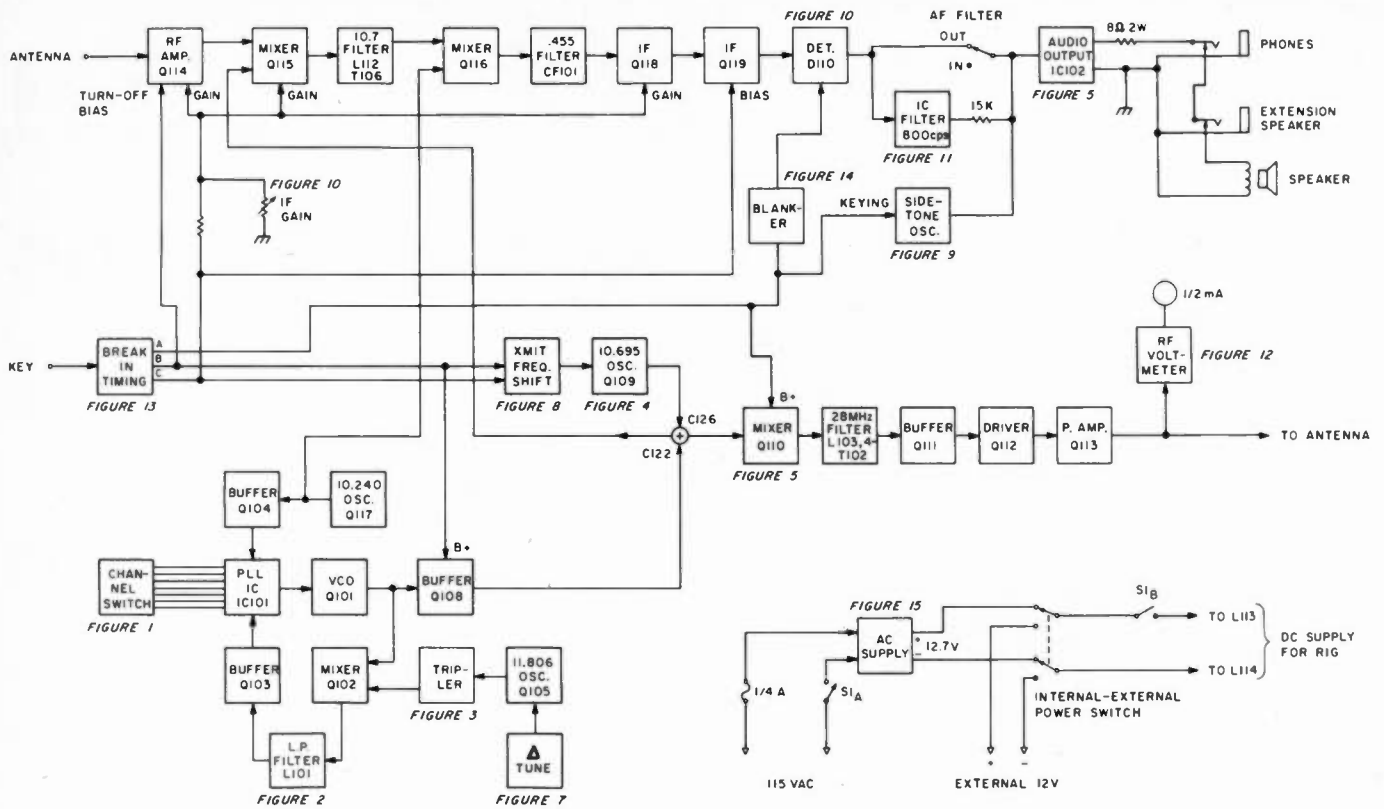 ANTENNA
RF
AMP.
Q114
MIXER
Q115
10.7
FILTER
L112
T106
MIXER
Q116
.455
FILTER
CF101
IF
Q118
IF
Q119
FIGURE 10
DET.
D110
AF FILTER
OUT
IN
AUDIO
OUTPUT
IC102
FIGURE 5
8Ω 2W
PHONES
TURN-OFF
BIAS
GAIN
GAIN
GAIN
BIAS
IC
FILTER
800cps
FIGURE 11
15K
EXTENSION
SPEAKER
SPEAKER
FIGURE 10
IF
GAIN
FIGURE 14
BLANK-
ER
KEYING
SIDE-
TONE
OSC.
FIGURE 9
1/2 mA
RF
VOLT-
METER
FIGURE 12
KEY
BREAK
IN
TIMING
FIGURE 13
A
B
C
XMIT
FREQ.
SHIFT
FIGURE 8
10.695
OSC.
Q109
FIGURE 4
C126
C122
B+
MIXER
Q110
FIGURE 5
28MHz
FILTER
L103,4-
T102
BUFFER
Q111
DRIVER
Q112
P. AMP.
Q113
TO ANTENNA
BUFFER
Q104
10.240
OSC.
Q117
CHAN-
NEL
SWITCH
FIGURE 1
PLL
IC
IC101
VCO
Q101
B+
BUFFER
Q108
BUFFER
Q103
MIXER
Q102
TRIP-
LER
FIGURE 3
11.806
OSC.
Q105
L.P.
FILTER
L101
FIGURE 2
Δ
TUNE
FIGURE 7
FIGURE 15
AC
SUPPLY
+
12.7V
–
S1B
TO L113
TO L114
DC SUPPLY
FOR RIG
1/4 A
S1A
INTERNAL-EXTERNAL
POWER SWITCH
+
–
115 VAC
EXTERNAL 12V